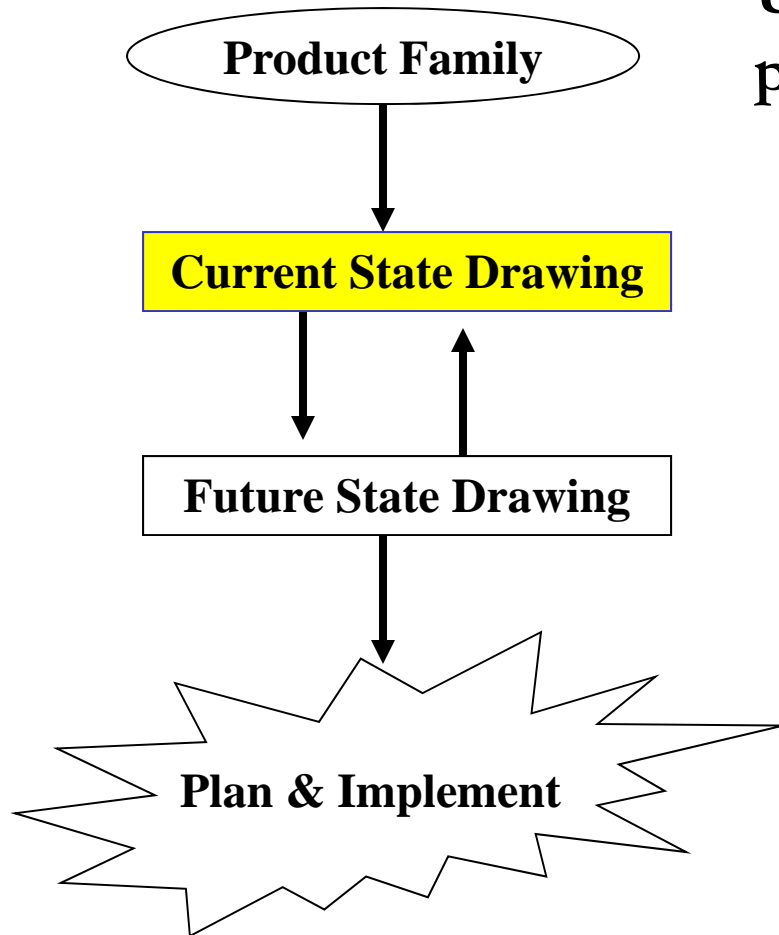 Product Family
Current State Drawing
Future State Drawing
Plan & Implement